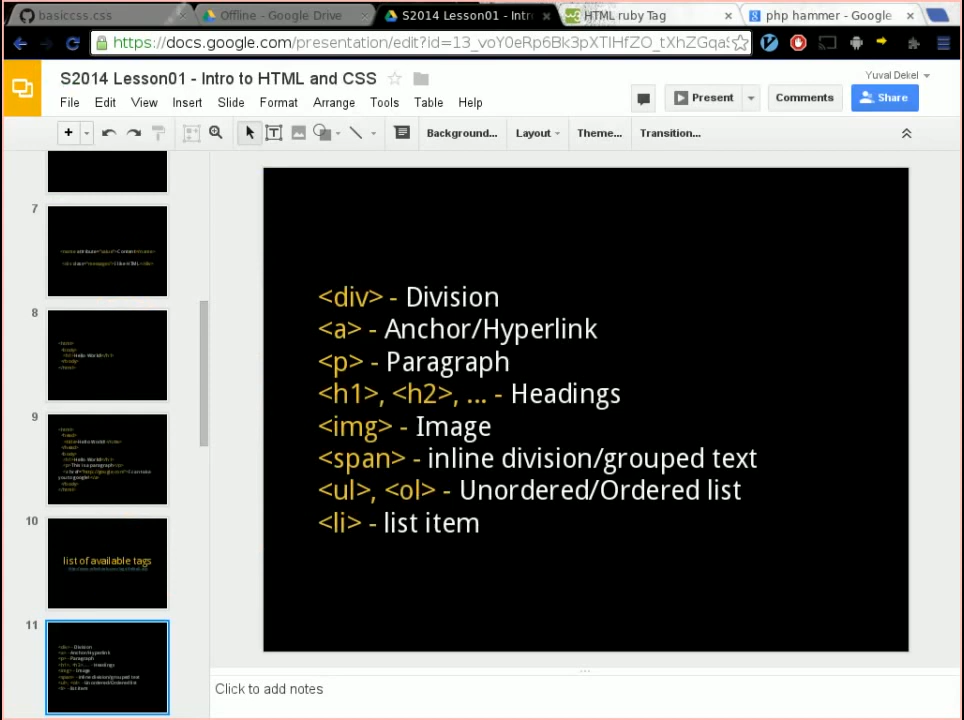 basiccss.css
Offline - Google Drive
S2014 Lesson01 - Intr
HTML ruby Tag
php hammer - Google
https://docs.google.com/presentation/edit?id=13_voY0eRp6Bk3pXTIHfZO_tXhZGqaS
S2014 Lesson01 - Intro to HTML and CSS
Yuval Dekel
File Edit View Insert Slide Format Arrange Tools Table Help
Present
Comments
Share
Background...
Layout
Theme...
Transition...
7
8
9
10
list of available tags
11
<div> - Division
<a> - Anchor/Hyperlink
<p> - Paragraph
<h1>, <h2>, ... - Headings
<img> - Image
<span> - inline division/grouped text
<ul>, <ol> - Unordered/Ordered list
<li> - list item
Click to add notes